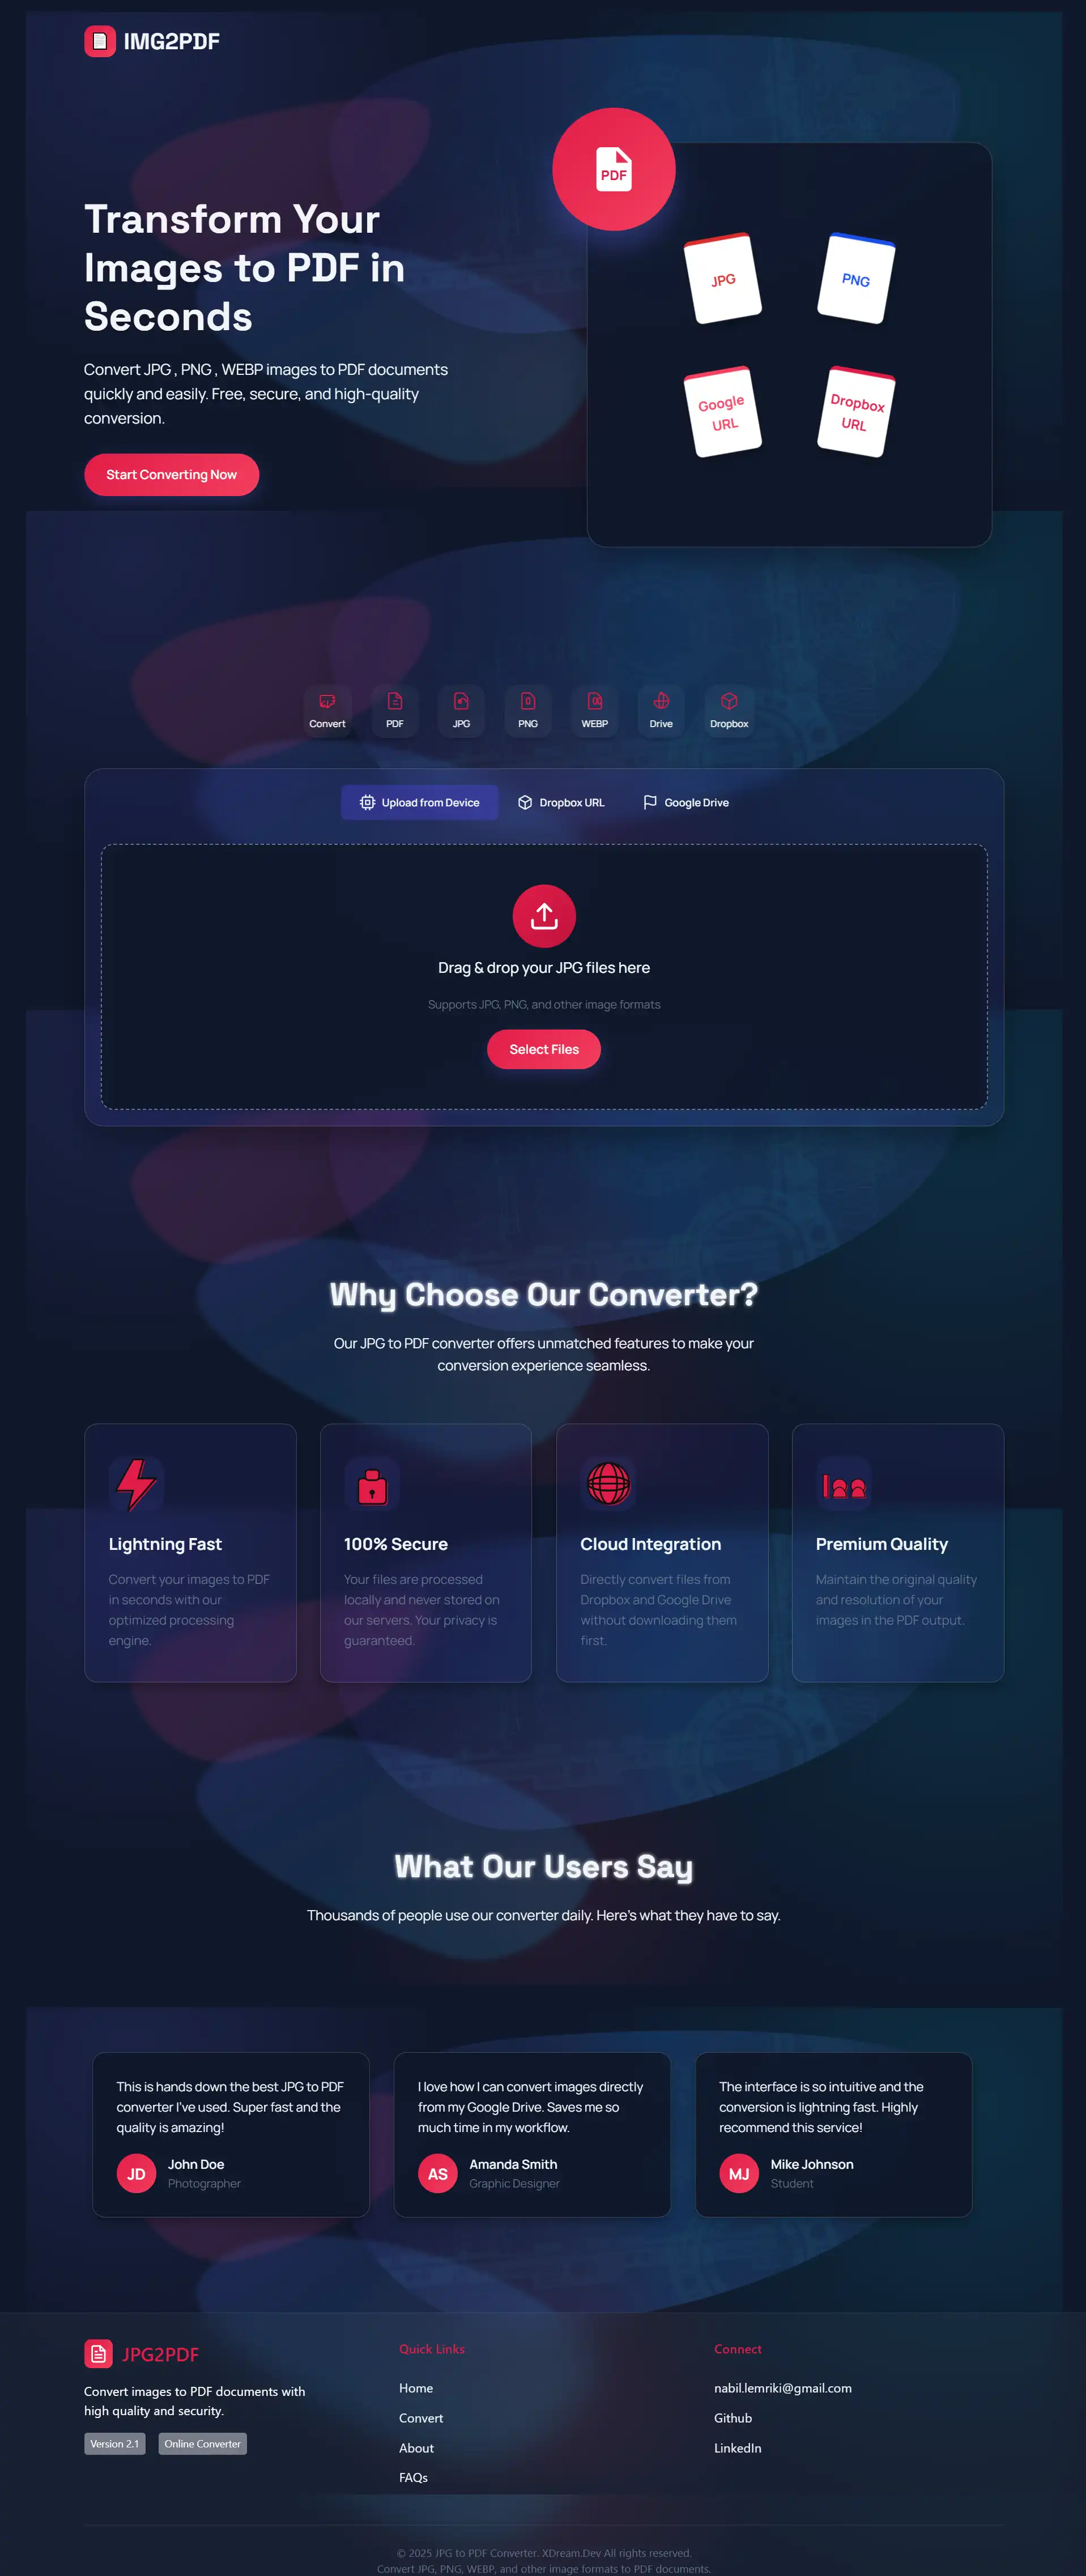 IMG2PDF
PDF
Transform Your
Images to PDF in
Seconds
Convert JPG , PNG , WEBP images to PDF documents
quickly and easily. Free, secure, and high-quality
conversion.
Start Converting Now
JPG
PNG
Google
URL
Dropbox
URL
Convert
PDF
JPG
PNG
WEBP
Drive
Dropbox
Upload from Device
Dropbox URL
Google Drive
Drag & drop your JPG files here
Supports JPG, PNG, and other image formats
Select Files
Why Choose Our Converter?
Our JPG to PDF converter offers unmatched features to make your
conversion experience seamless.
Lightning Fast
Convert your images to PDF
in seconds with our
optimized processing
engine.
100% Secure
Your files are processed
locally and never stored on
our servers. Your privacy is
guaranteed.
Cloud Integration
Directly convert files from
Dropbox and Google Drive
without downloading them
first.
Premium Quality
Maintain the original quality
and resolution of your
images in the PDF output.
What Our Users Say
Thousands of people use our converter daily. Here's what they have to say.
This is hands down the best JPG to PDF
converter I've used. Super fast and the
quality is amazing!
JD
John Doe
Photographer
I love how I can convert images directly
from my Google Drive. Saves me so
much time in my workflow.
AS
Amanda Smith
Graphic Designer
The interface is so intuitive and the
conversion is lightning fast. Highly
recommend this service!
MJ
Mike Johnson
Student
JPG2PDF
Convert images to PDF documents with
high quality and security.
Version 2.1
Online Converter
Quick Links
Home
Convert
About
FAQs
Connect
nabil.lemriki@gmail.com
Github
LinkedIn
© 2025 JPG to PDF Converter. XDream.Dev All rights reserved.
Convert JPG, PNG, WEBP, and other image formats to PDF documents.